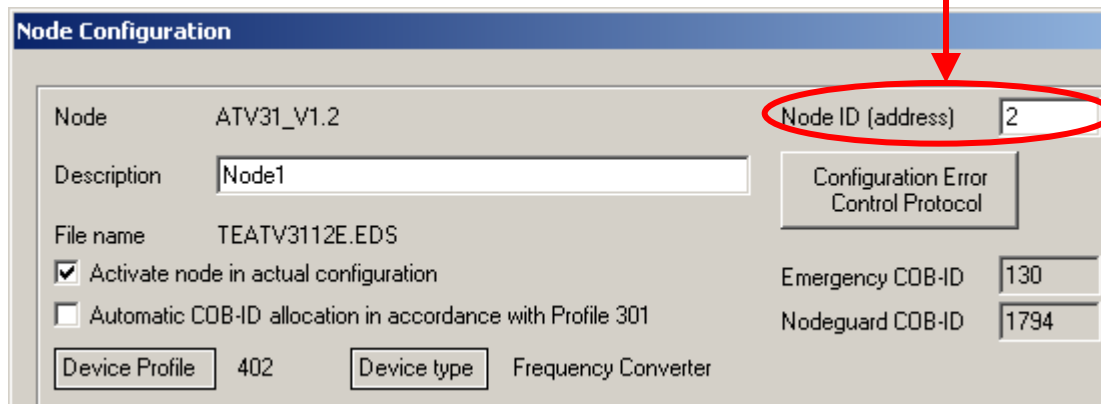 Node Configuration
Node ATV31_V1.2 Node ID (address) 2
Description Node1 Configuration Error
Control Protocol
File name TEATV3112E.EDS
Activate node in actual configuration Emergency COB-ID 130
Automatic COB-ID allocation in accordance with Profile 301 Nodeguard COB-ID 1794
Device Profile 402 Device type Frequency Converter